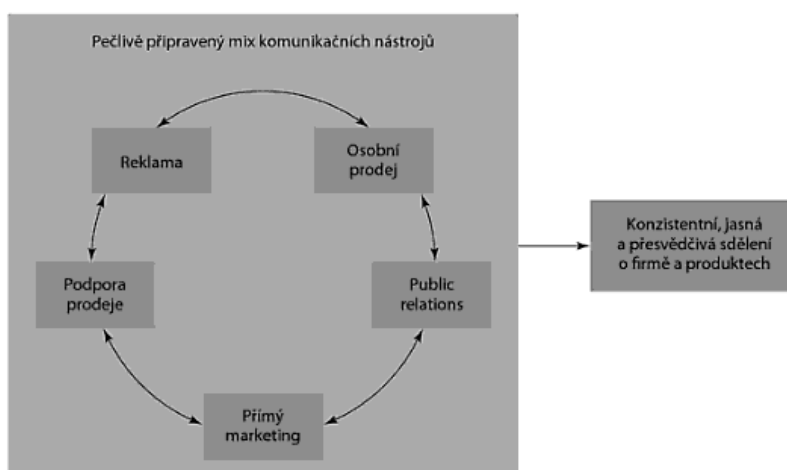 Pečlivě připravený mix komunikačních nástrojů
Reklama
Osobní
prodej
Konzistentní, jasná
a přesvědčivá sdělení
o firmě a produktech
Podpora
prodeje
Public
relations
Přímý
marketing